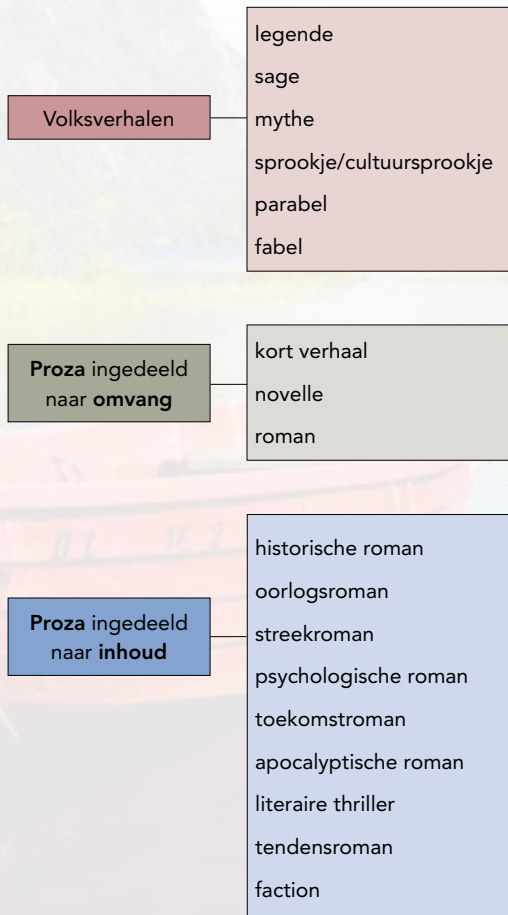 Volksverhalen
legende
sage
mythe
sprookje/cultuursprookje
parabel
fabel
Proza ingedeeld
naar omvang
kort verhaal
novelle
roman
Proza ingedeeld
naar inhoud
historische roman
oorlogsroman
streekroman
psychologische roman
toekomstroman
apocalyptische roman
literaire thriller
tendensroman
faction